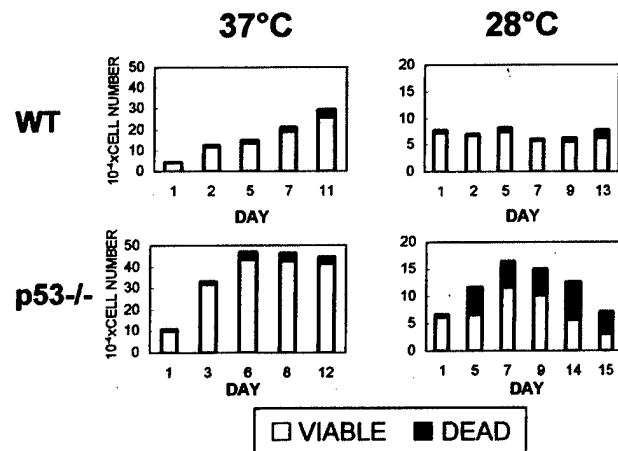 37°C 28°C
WT
10⁻⁴xCELL NUMBER
50
40
30
20
10
0
1 2 5 7 11
DAY
20
15
10
5
0
1 2 5 7 9 13
DAY
p53-/-
10⁻⁴xCELL NUMBER
50
40
30
20
10
0
1 3 6 8 12
DAY
20
15
10
5
0
1 5 7 9 14 15
DAY
VIABLE DEAD